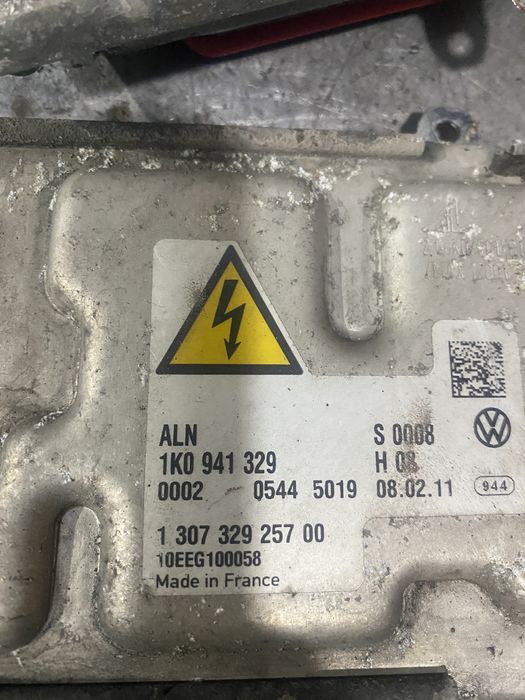 ALN S 0008
1K0 941 329 H 08
0002 0544 5019 08.02.11 944
1 307 329 257 00
10EEG100058
Made in France